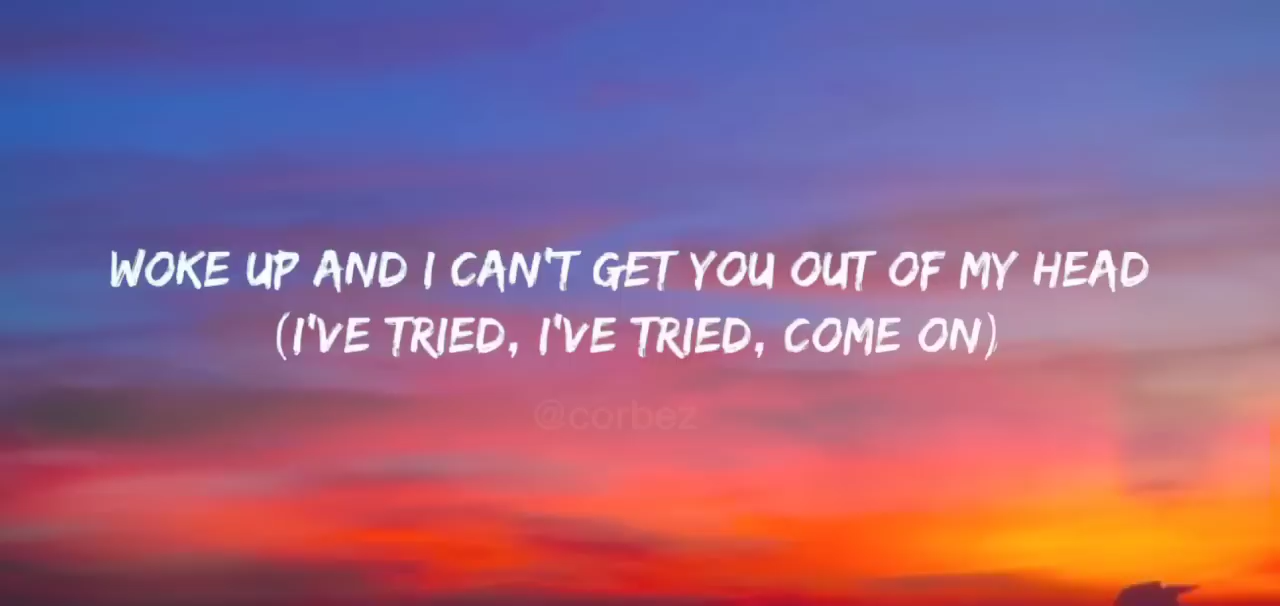 WOKE UP AND I CAN'T GET YOU OUT OF MY HEAD
(I'VE TRIED, I'VE TRIED, COME ON)
@corbez